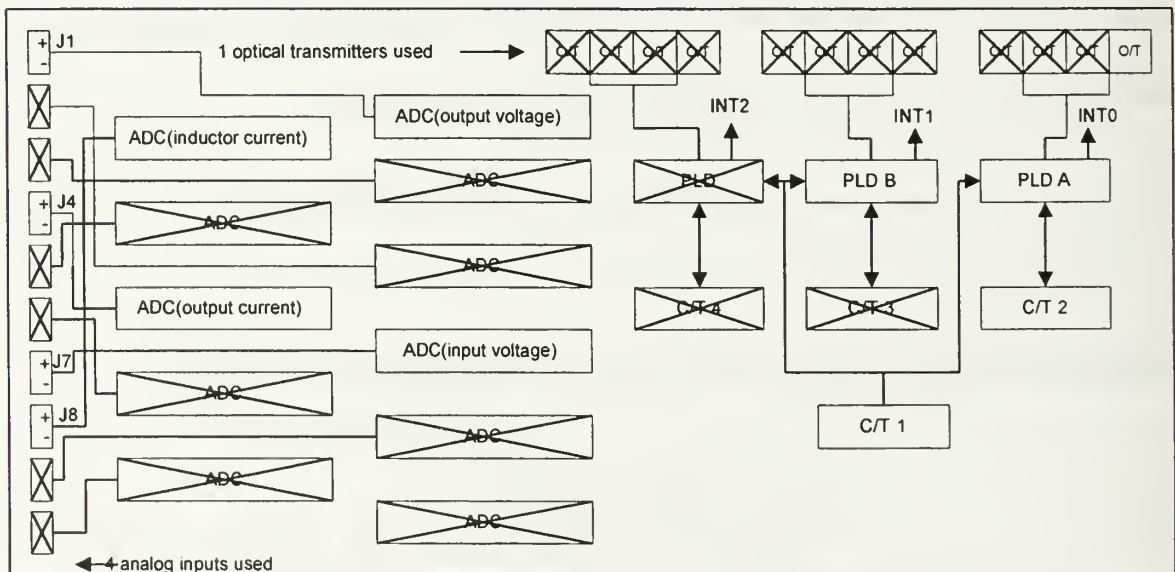 + J1
-
1 optical transmitters used
O/T O/T O/T O/T
O/T O/T O/T O/T
O/T O/T O/T O/T
ADC(output voltage)
INT2
INT1
INT0
ADC(inductor current)
ADC
PLD
PLD B
PLD A
+ J4
-
ADC
ADC
ADC(output current)
C/T 4
C/T 3
C/T 2
ADC(input voltage)
+ J7
-
ADC
+ J8
-
C/T 1
ADC
ADC
ADC
4 analog inputs used